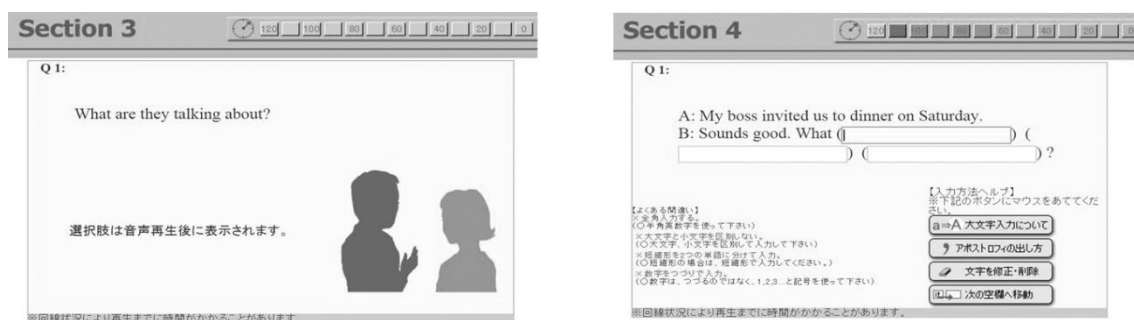 Section 3
120 100 80 60 40 20 0
Q 1:
What are they talking about?
選択肢は音声再生後に表示されます。
※回線状況により再生までに時間がかかることがあります。
Section 4
120 80 60 40 20 0
Q 1:
A: My boss invited us to dinner on Saturday.
B: Sounds good. What ( ) (
) ( ) ?
【よくある間違い】
×全角入力する。
(○半角英数字を使って下さい)
×大文字と小文字を区別しない。
(○大文字、小文字を区別して入力して下さい)
×短縮形を2つの単語に分けて入力。
(○短縮形の場合は、短縮形で入力してください。)
×数字をつづりで入力。
(○数字は、つづるのではなく、1,2,3...と記号を使って下さい)
【入力方法ヘルプ】
※下記のボタンにマウスをあててくだ
さい。
a⇒A 大文字入力について
アポストロフィの出し方
文字を修正・削除
次の空欄へ移動
※回線状況により再生までに時間がかかることがあります。